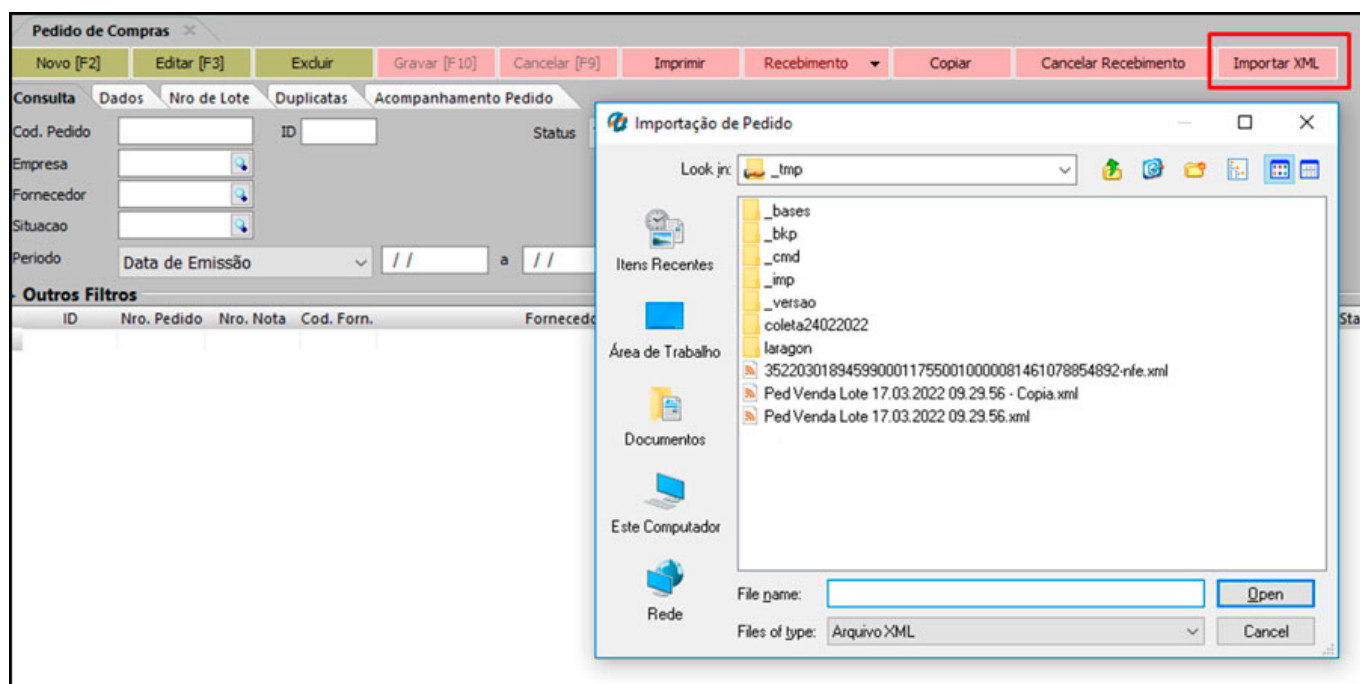 Pedido de Compras
Novo [F2] Editar [F3] Excluir Gravar [F10] Cancelar [F9] Imprimir Recebimento Copiar Cancelar Recebimento Importar XML
Consulta Dados Nro de Lote Duplicatas Acompanhamento Pedido
Cod. Pedido ID Status
Empresa
Fornecedor
Situacao
Periodo Data de Emissão / / a / /
Outros Filtros
ID Nro. Pedido Nro. Nota Cod. Forn. Fornecedo Sta
Importação de Pedido
Look in: _tmp
Itens Recentes
Área de Trabalho
Documentos
Este Computador
Rede
_bases
_bkp
_cmd
_imp
_versao
coleta24022022
laragon
35220301894599000117550010000081461078854892-nfe.xml
Ped Venda Lote 17.03.2022 09.29.56 - Copia.xml
Ped Venda Lote 17.03.2022 09.29.56.xml
File name: Open
Files of type: Arquivo XML Cancel